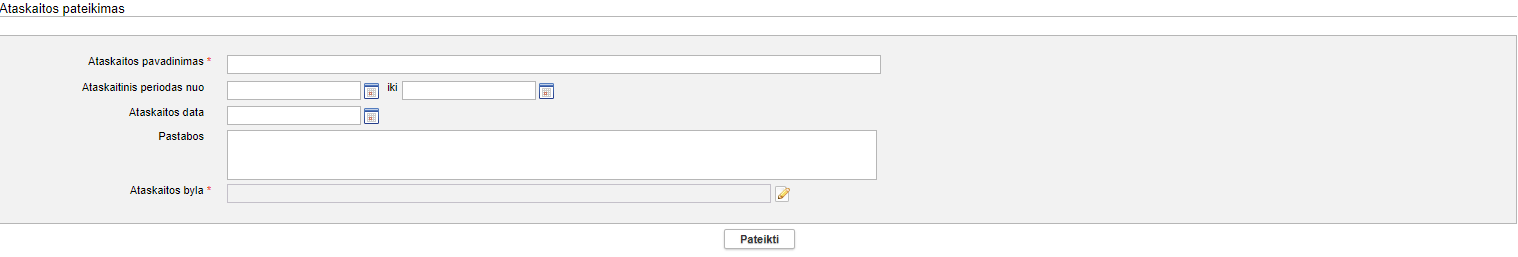 Ataskaitos pateikimas
Ataskaitos pavadinimas *
Ataskaitinis periodas nuo iki
Ataskaitos data
Pastabos
Ataskaitos byla *
Pateikti